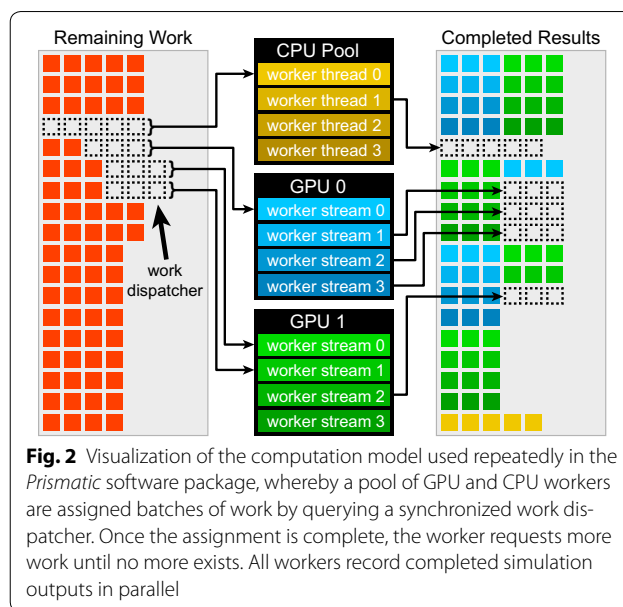 Remaining Work
CPU Pool
Completed Results
worker thread 0
worker thread 1
worker thread 2
worker thread 3
GPU 0
worker stream 0
worker stream 1
worker stream 2
worker stream 3
work
dispatcher
GPU 1
worker stream 0
worker stream 1
worker stream 2
worker stream 3
Fig. 2 Visualization of the computation model used repeatedly in the
Prismatic software package, whereby a pool of GPU and CPU workers
are assigned batches of work by querying a synchronized work dis-
patcher. Once the assignment is complete, the worker requests more
work until no more exists. All workers record completed simulation
outputs in parallel